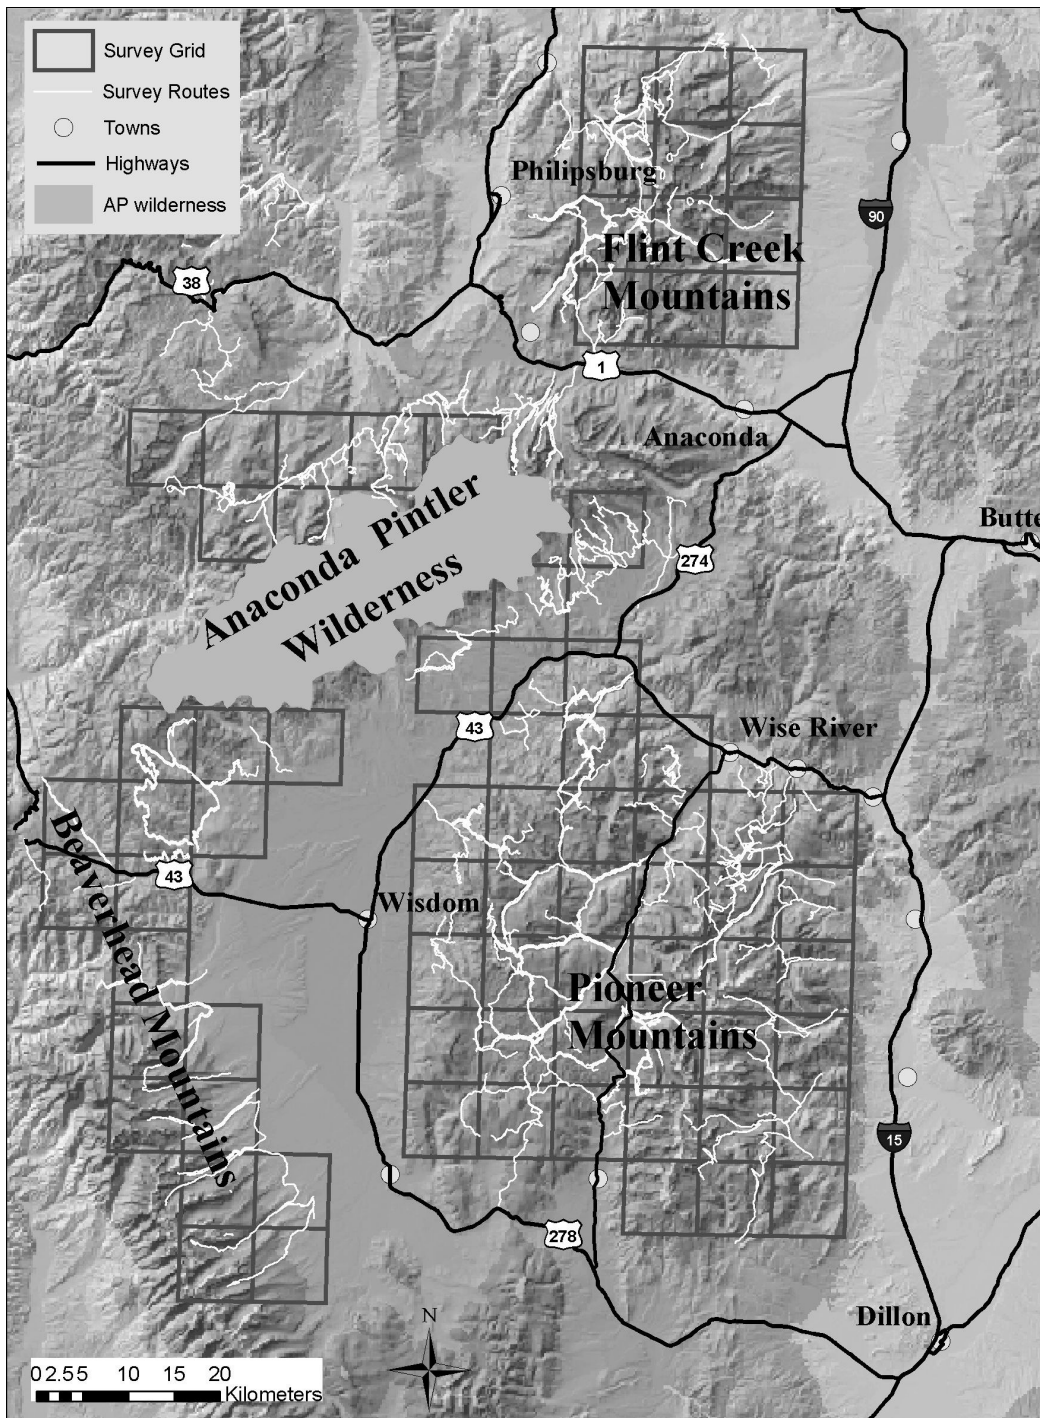 Survey Grid
Survey Routes
Towns
Highways
AP wilderness
Philipsburg
90
Flint Creek
Mountains
38
1
Anaconda
Anaconda Pintler
Wilderness
Butte
274
43
Wise River
Beaverhead Mountains
43
Wisdom
Pioneer
Mountains
15
278
Dillon
N
0 2.5 5 10 15 20
Kilometers